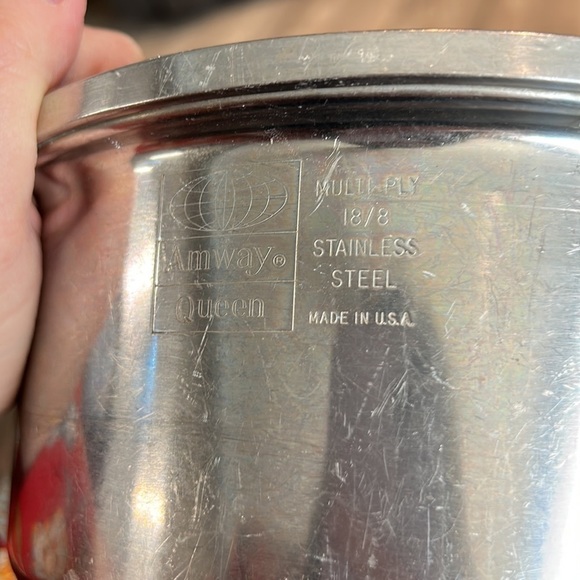 Amway®
Queen
MULTI-PLY
18/8
STAINLESS
STEEL
MADE IN U.S.A.